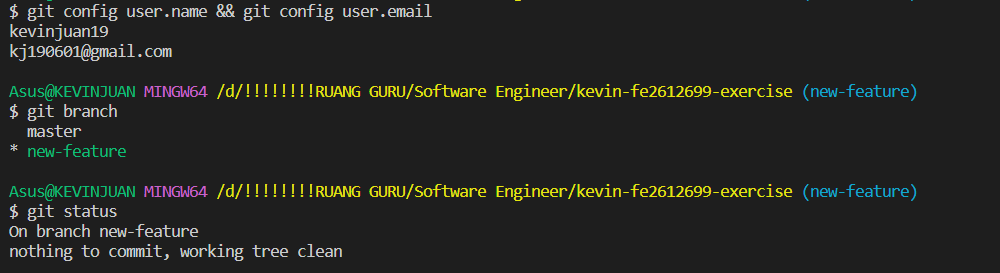 $ git config user.name && git config user.email
kevinjuan19
kj190601@gmail.com
Asus@KEVINJUAN MINGW64 /d/!!!!!!!!RUANG GURU/Software Engineer/kevin-fe2612699-exercise (new-feature)
$ git branch
  master
* new-feature
Asus@KEVINJUAN MINGW64 /d/!!!!!!!!RUANG GURU/Software Engineer/kevin-fe2612699-exercise (new-feature)
$ git status
On branch new-feature
nothing to commit, working tree clean